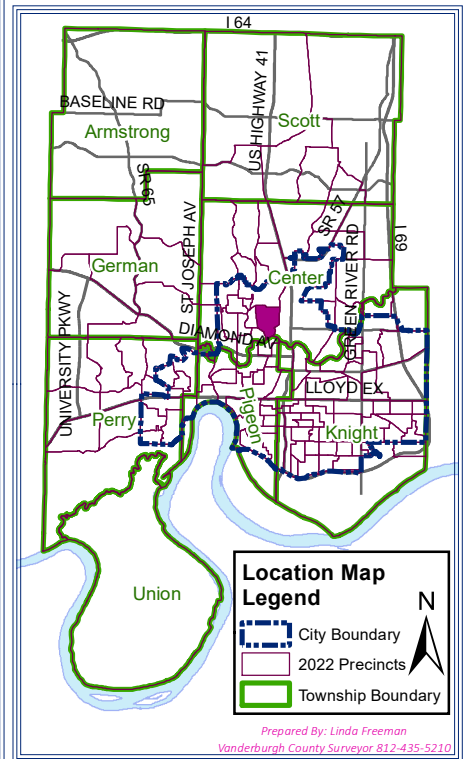 I 64
BASELINE RD
Armstrong
US HIGHWAY 41
Scott
SR 65
SR 57
ST JOSEPH AV
I 69
German
Center
GREEN RIVER RD
UNIVERSITY PKWY
DIAMOND AV
LLOYD EX
Perry
Pigeon
Knight
Union
Location Map
Legend
N
City Boundary
2022 Precincts
Township Boundary
Prepared By: Linda Freeman
Vanderburgh County Surveyor 812-435-5210